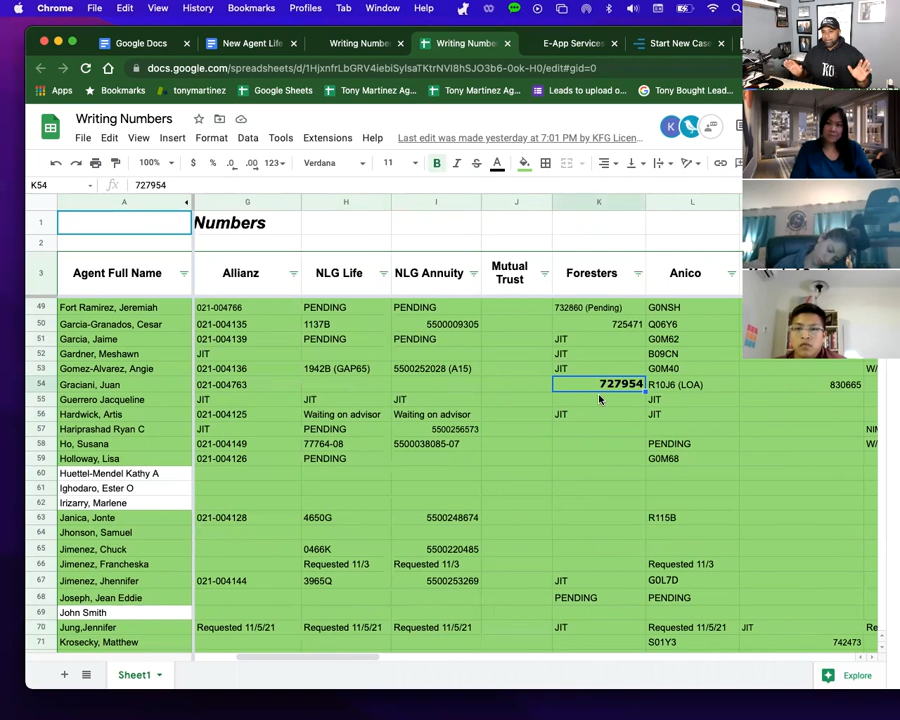 Chrome File Edit View History Bookmarks Profiles Tab Window Help
Google Docs × New Agent Life × Writing Number × Writing Numbe × E-App Services × Start New Case ×
docs.google.com/spreadsheets/d/
Apps Bookmarks tonymartinez Google Sheets Tony Martinez Ag... Tony Martinez Ag... Leads to upload o... Tony Bought Lead...
Writing Numbers
File Edit View Insert Format Data Tools Extensions Help Last edit was made yesterday at 7:01 PM by KFG Licen...
100% $ % .0 .00 123 Verdana 11 B I S A
K54 fx 727954
A G H I J K L
1 Numbers
2
3 Agent Full Name Allianz NLG Life NLG Annuity Mutual Trust Foresters Anico
49 Fort Ramirez, Jeremiah 021-004766 PENDING PENDING 732860 (Pending) G0NSH
50 Garcia-Granados, Cesar 021-004135 1137B 5500009305 725471 Q06Y6
51 Garcia, Jaime 021-004139 PENDING PENDING JIT G0M62
52 Gardner, Meshawn JIT JIT B09CN
53 Gomez-Alvarez, Angie 021-004136 1942B (GAP65) 5500252028 (A15) JIT G0M40 W/
54 Graciani, Juan 021-004763 727954 R10J6 (LOA) 830665
55 Guerrero Jacqueline JIT JIT JIT JIT
56 Hardwick, Artis 021-004125 Waiting on advisor Waiting on advisor JIT JIT
57 Hariprashad Ryan C JIT PENDING 5500256573
58 Ho, Susana 021-004149 77764-08 5500038085-07 PENDING W/
59 Holloway, Lisa 021-004126 PENDING G0M68
60 Huettel-Mendel Kathy A
61 Ighodaro, Ester O
62 Irizarry, Marlene
63 Janica, Jonte 021-004128 4650G 5500248674 R115B
64 Jhonson, Samuel
65 Jimenez, Chuck 0466K 5500220485
66 Jimenez, Francheska Requested 11/3 Requested 11/3 Requested 11/3
67 Jimenez, Jhennifer 021-004144 3965Q 5500253269 JIT G0L7D
68 Joseph, Jean Eddie PENDING PENDING
69 John Smith
70 Jung,Jennifer Requested 11/5/21 Requested 11/5/21 Requested 11/5/21 JIT Requested 11/5/21 JIT Re
71 Krosecky, Matthew S01Y3 742473
Sheet1 Explore